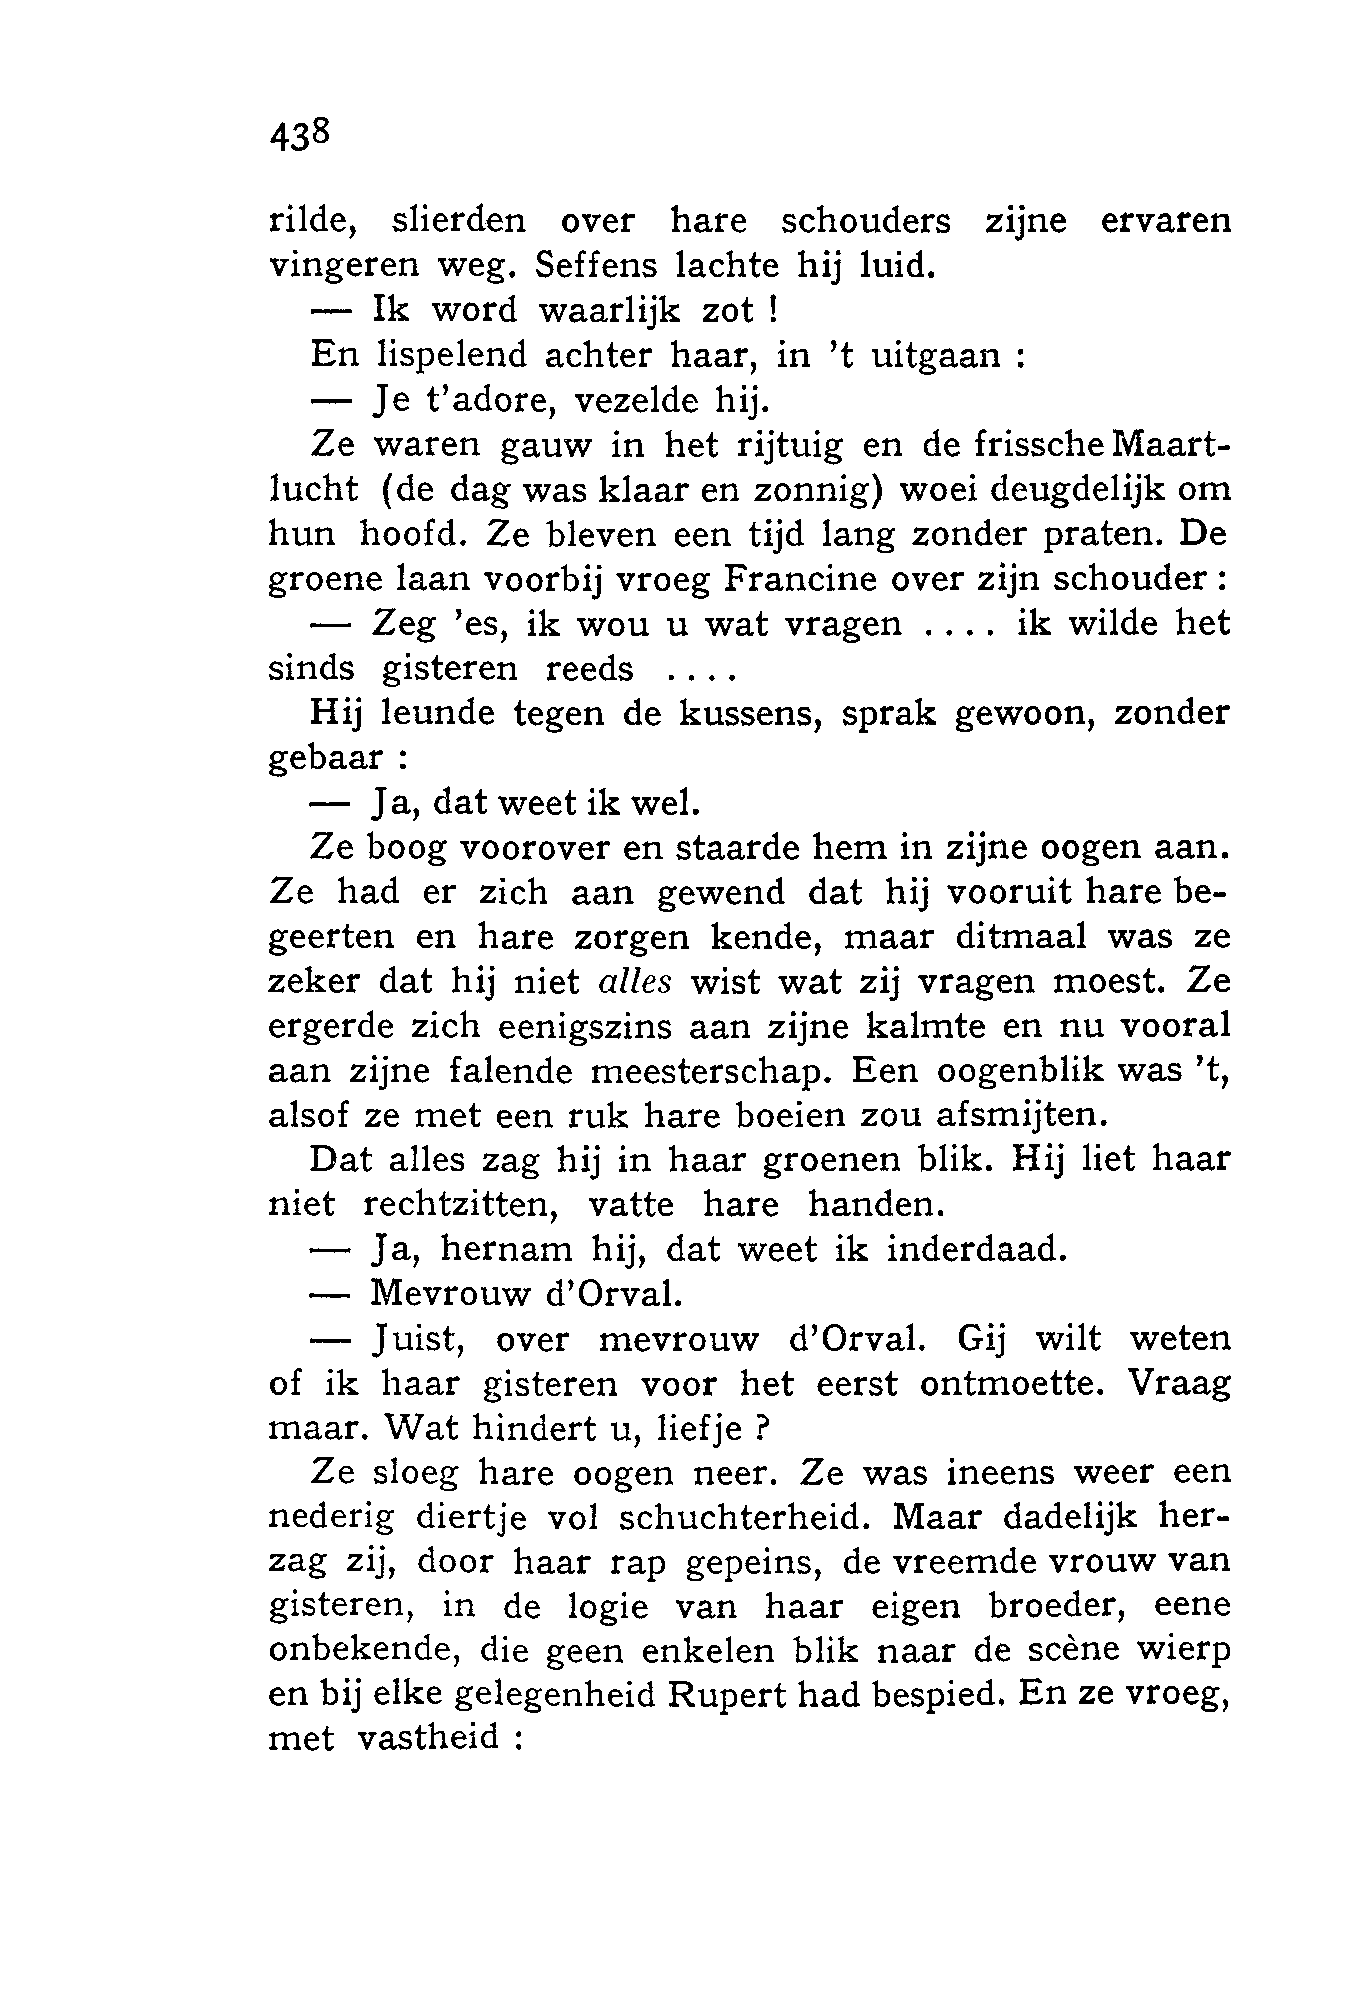 438
rilde, slierden over hare schouders zijne ervaren
vingeren weg. Seffens lachte hij luid.
— Ik word waarlijk zot !
En lispelend achter haar, in 't uitgaan :
— Je t'adore, vezelde hij.
Ze waren gauw in het rijtuig en de frissche Maart-
lucht (de dag was klaar en zonnig) woei deugdelijk om
hun hoofd. Ze bleven een tijd lang zonder praten. De
groene laan voorbij vroeg Francine over zijn schouder :
— Zeg 'es, ik wou u wat vragen .... ik wilde het
sinds gisteren reeds ....
Hij leunde tegen de kussens, sprak gewoon, zonder
gebaar :
— Ja, dat weet ik wel.
Ze boog voorover en staarde hem in zijne oogen aan.
Ze had er zich aan gewend dat hij vooruit hare be-
geerten en hare zorgen kende, maar ditmaal was ze
zeker dat hij niet alles wist wat zij vragen moest. Ze
ergerde zich eenigszins aan zijne kalmte en nu vooral
aan zijne falende meesterschap. Een oogenblik was 't,
alsof ze met een ruk hare boeien zou afsmijten.
Dat alles zag hij in haar groenen blik. Hij liet haar
niet rechtzitten, vatte hare handen.
— Ja, hernam hij, dat weet ik inderdaad.
— Mevrouw d'Orval.
— Juist, over mevrouw d'Orval. Gij wilt weten
of ik haar gisteren voor het eerst ontmoette. Vraag
maar. Wat hindert u, liefje ?
Ze sloeg hare oogen neer. Ze was ineens weer een
nederig diertje vol schuchterheid. Maar dadelijk her-
zag zij, door haar rap gepeins, de vreemde vrouw van
gisteren, in de logie van haar eigen broeder, eene
onbekende, die geen enkelen blik naar de scène wierp
en bij elke gelegenheid Rupert had bespied. En ze vroeg,
met vastheid :